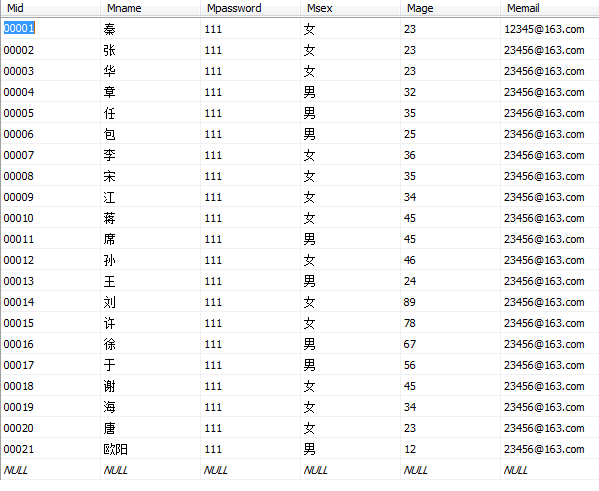 Mid Mname Mpassword Msex Mage Memail
00001 秦 111 女 23 12345@163.com
00002 张 111 女 23 23456@163.com
00003 华 111 女 23 23456@163.com
00004 章 111 男 32 23456@163.com
00005 任 111 男 35 23456@163.com
00006 包 111 男 25 23456@163.com
00007 李 111 女 36 23456@163.com
00008 宋 111 女 35 23456@163.com
00009 江 111 女 34 23456@163.com
00010 蒋 111 女 45 23456@163.com
00011 席 111 男 45 23456@163.com
00012 孙 111 女 46 23456@163.com
00013 王 111 男 24 23456@163.com
00014 刘 111 女 89 23456@163.com
00015 许 111 女 78 23456@163.com
00016 徐 111 男 67 23456@163.com
00017 于 111 男 56 23456@163.com
00018 谢 111 女 45 23456@163.com
00019 海 111 女 34 23456@163.com
00020 唐 111 女 23 23456@163.com
00021 欧阳 111 男 12 23456@163.com
NULL NULL NULL NULL NULL NULL